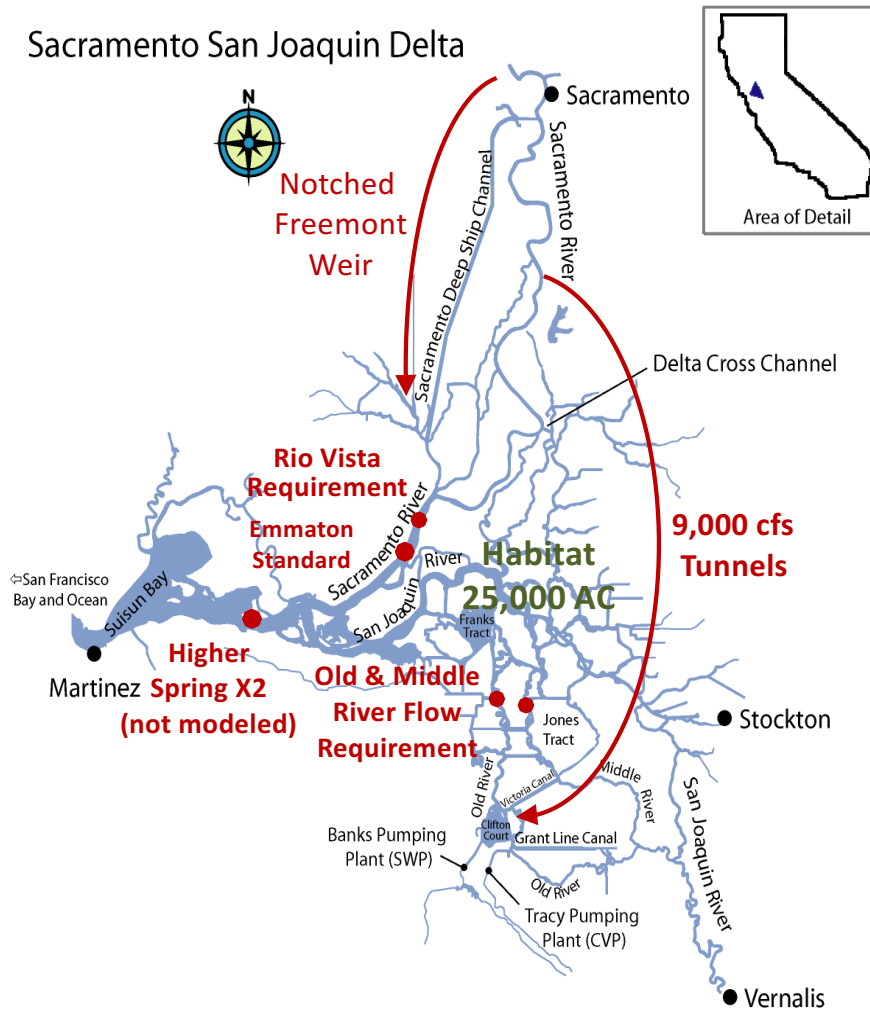 Sacramento San Joaquin Delta
N
Sacramento
Area of Detail
Notched
Freemont
Weir
Sacramento Deep Ship Channel
Sacramento River
Delta Cross Channel
Rio Vista
Requirement
Emmaton
Standard
Sacramento River
San Joaquin
River
Habitat
25,000 AC
9,000 cfs
Tunnels
⇦San Francisco
Bay and Ocean
Suisun Bay
Franks
Tract
Martinez
Higher
Spring X2
(not modeled)
Old & Middle
River Flow
Requirement
Jones
Tract
Stockton
Old River
Victoria Canal
Middle
River
San Joaquin River
Clifton
Court
Grant Line Canal
Banks Pumping
Plant (SWP)
Old River
Tracy Pumping
Plant (CVP)
Vernalis